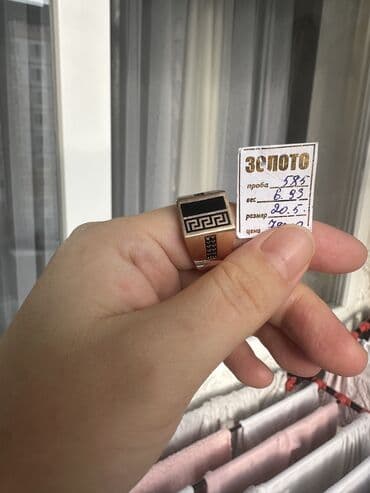 ЗОЛОТО
проба 585
вес 6.93
размер 20.5
цена